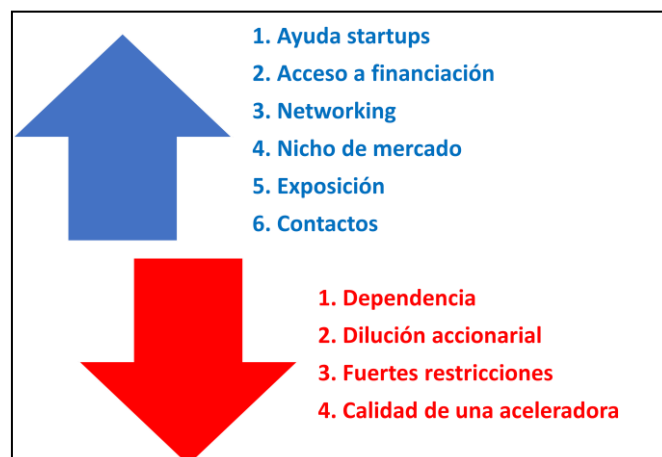 1. Ayuda startups
2. Acceso a financiación
3. Networking
4. Nicho de mercado
5. Exposición
6. Contactos
1. Dependencia
2. Dilución accionarial
3. Fuertes restricciones
4. Calidad de una aceleradora